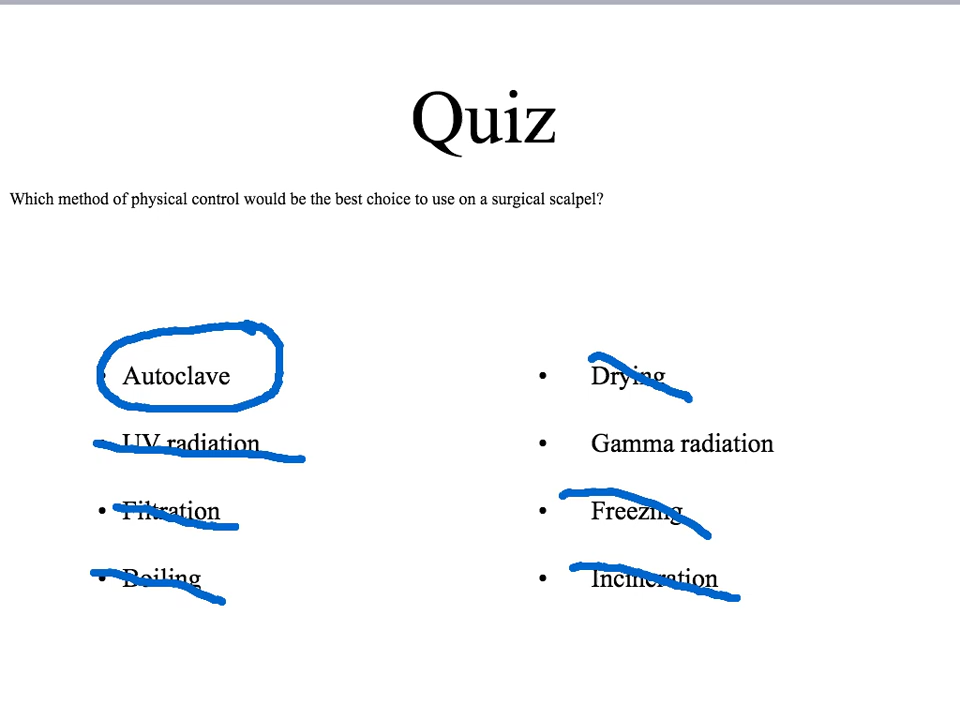 Quiz
Which method of physical control would be the best choice to use on a surgical scalpel?
• Autoclave
• UV radiation
• Filtration
• Boiling
• Drying
• Gamma radiation
• Freezing
• Incineration